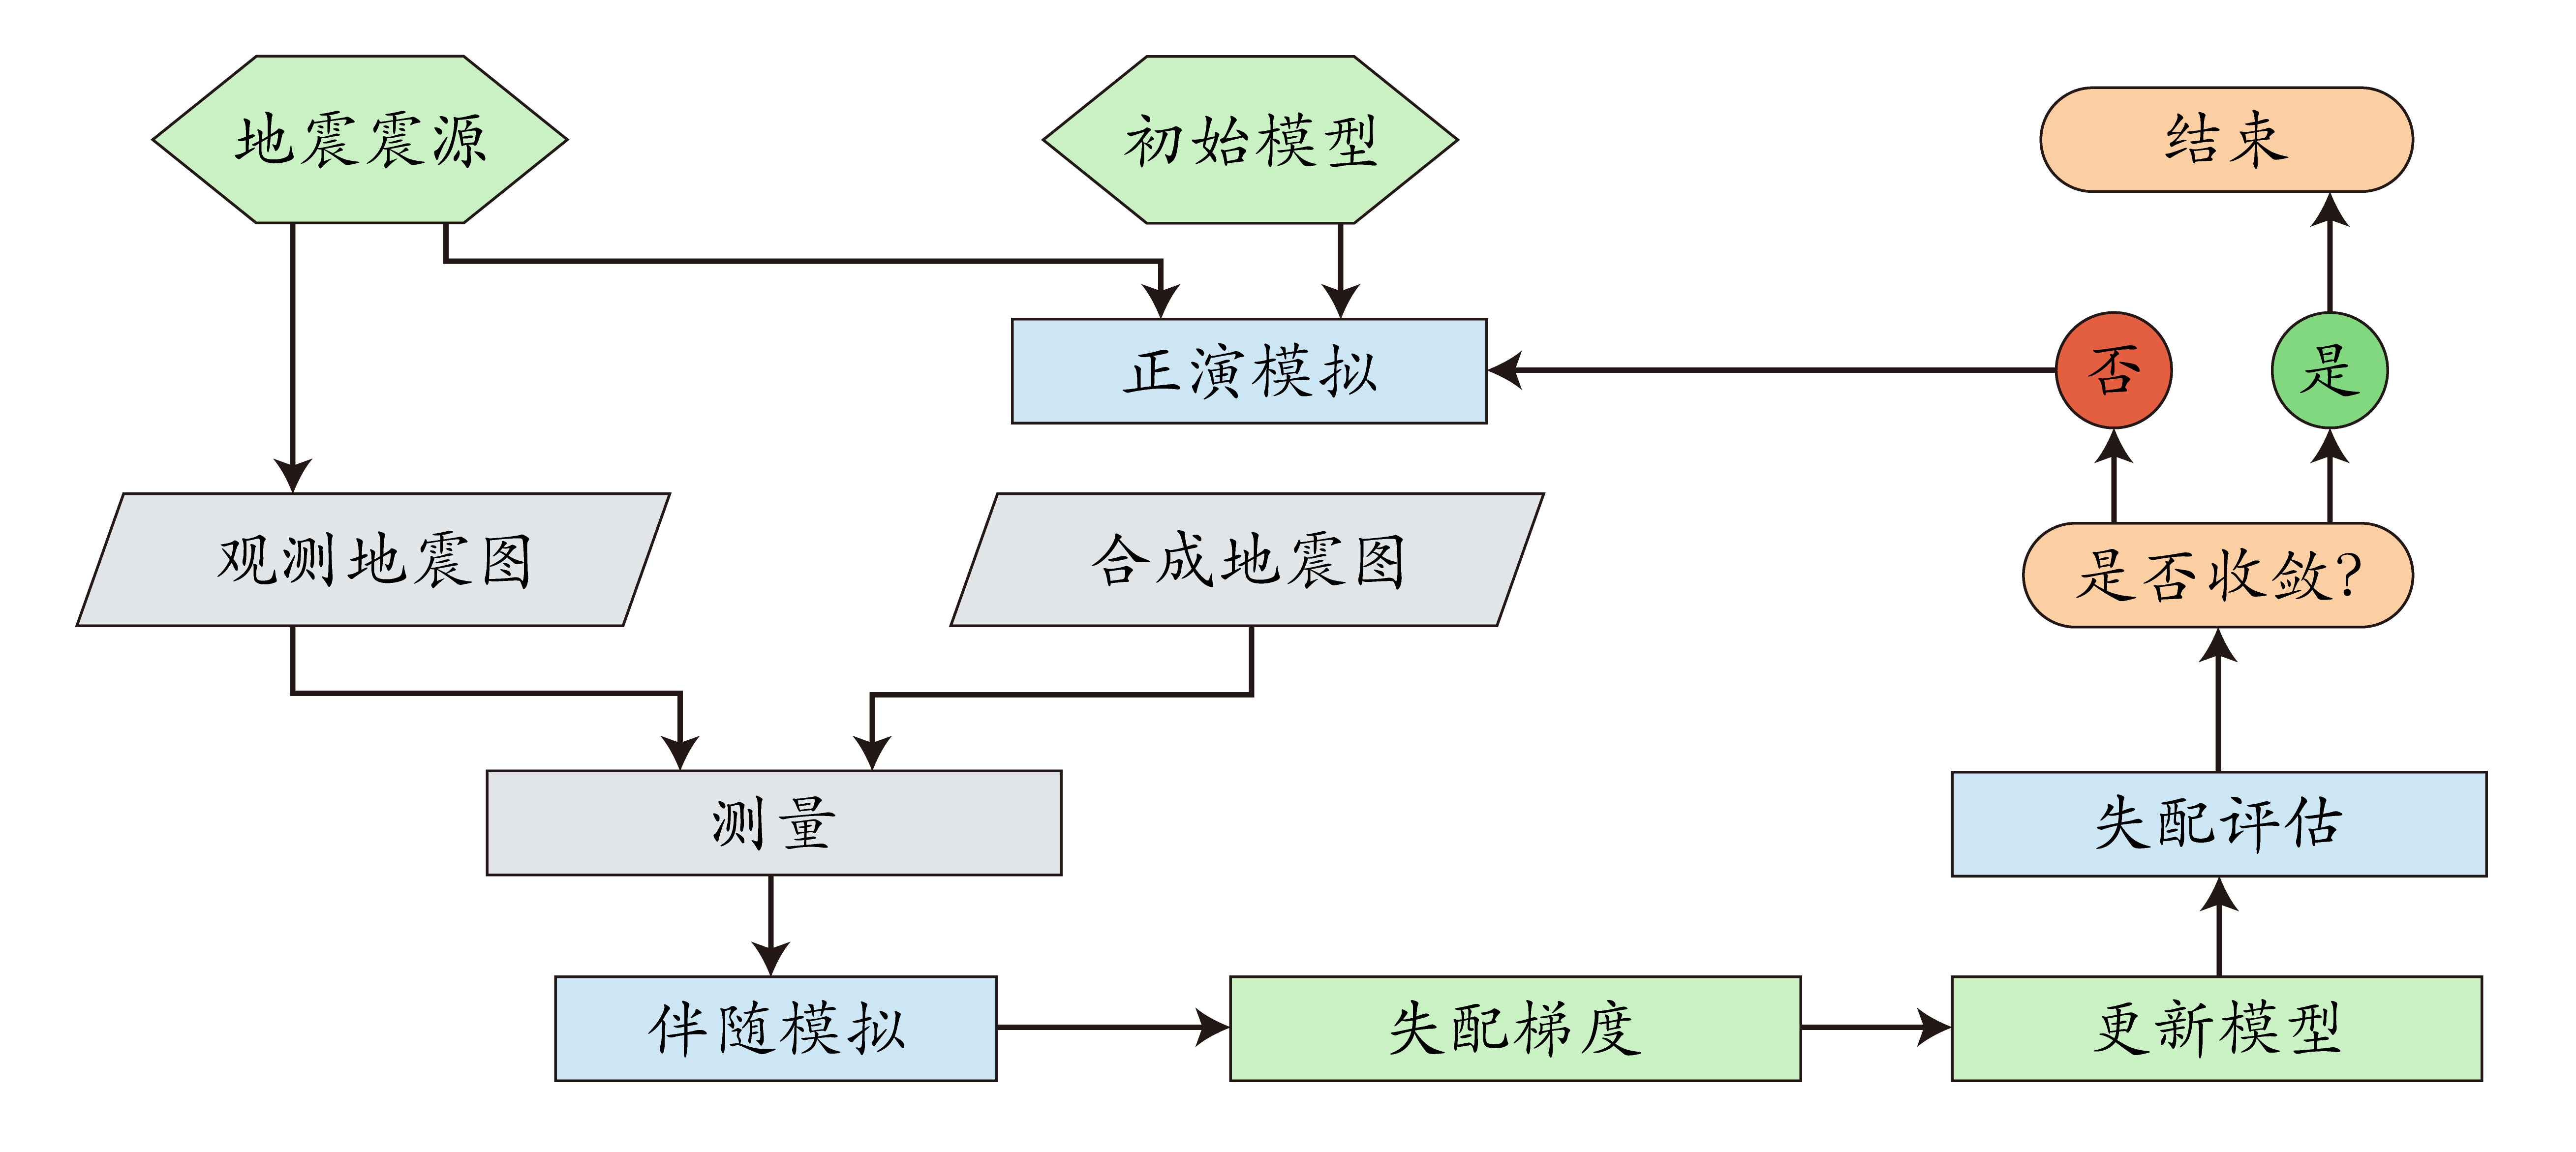 地震震源
初始模型
结束
正演模拟
否
是
观测地震图
合成地震图
是否收敛?
测量
失配评估
伴随模拟
失配梯度
更新模型